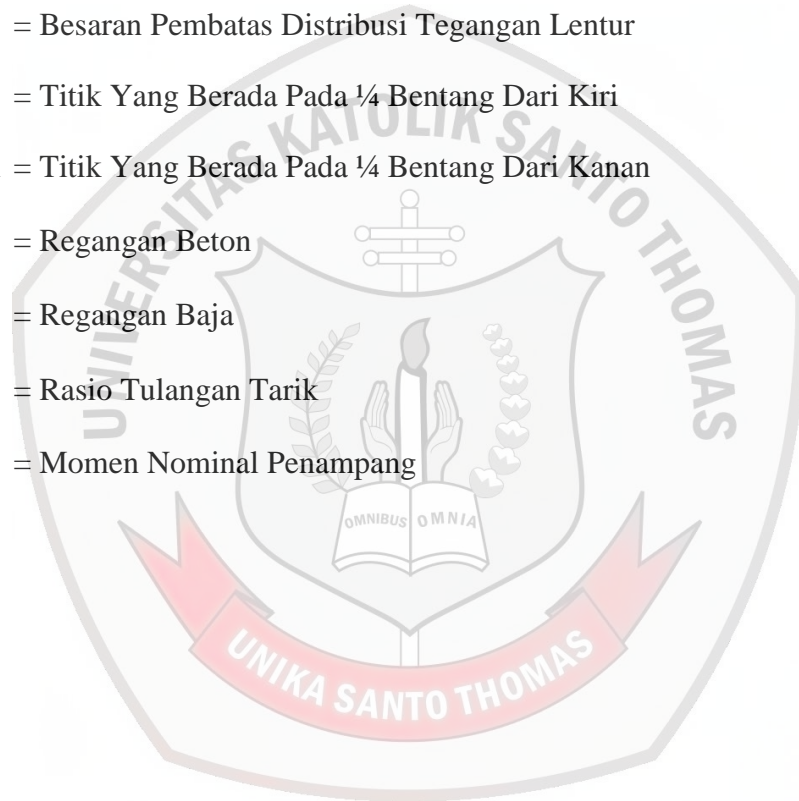 = Besaran Pembatas Distribusi Tegangan Lentur
= Titik Yang Berada Pada ¼ Bentang Dari Kiri
= Titik Yang Berada Pada ¼ Bentang Dari Kanan
= Regangan Beton
= Regangan Baja
= Rasio Tulangan Tarik
= Momen Nominal Penampang
UNIVERSITAS KATOLIK SANTO THOMAS
OMNIBUS OMNIA
UNIKA SANTO THOMAS